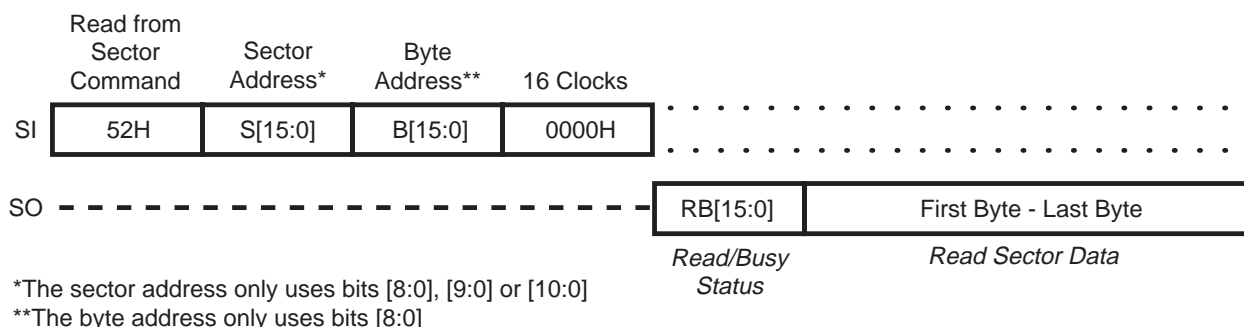 Read from
Sector
Command
Sector
Address*
Byte
Address**
16 Clocks
SI
52H
S[15:0]
B[15:0]
0000H
SO
RB[15:0]
First Byte - Last Byte
Read/Busy
Status
Read Sector Data
*The sector address only uses bits [8:0], [9:0] or [10:0]
**The byte address only uses bits [8:0]